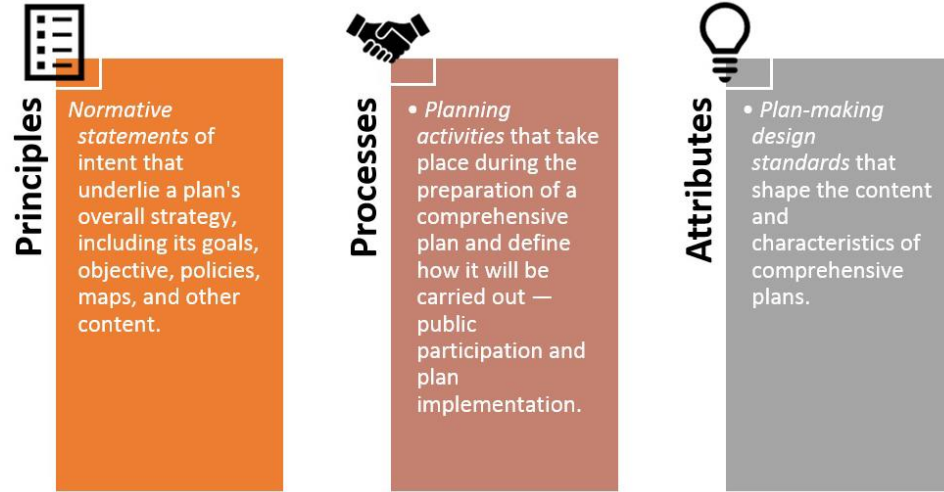 Principles
Normative
statements of
intent that
underlie a plan's
overall strategy,
including its goals,
objective, policies,
maps, and other
content.
Processes
• Planning
activities that take
place during the
preparation of a
comprehensive
plan and define
how it will be
carried out —
public
participation and
plan
implementation.
Attributes
• Plan-making
design
standards that
shape the content
and
characteristics of
comprehensive
plans.